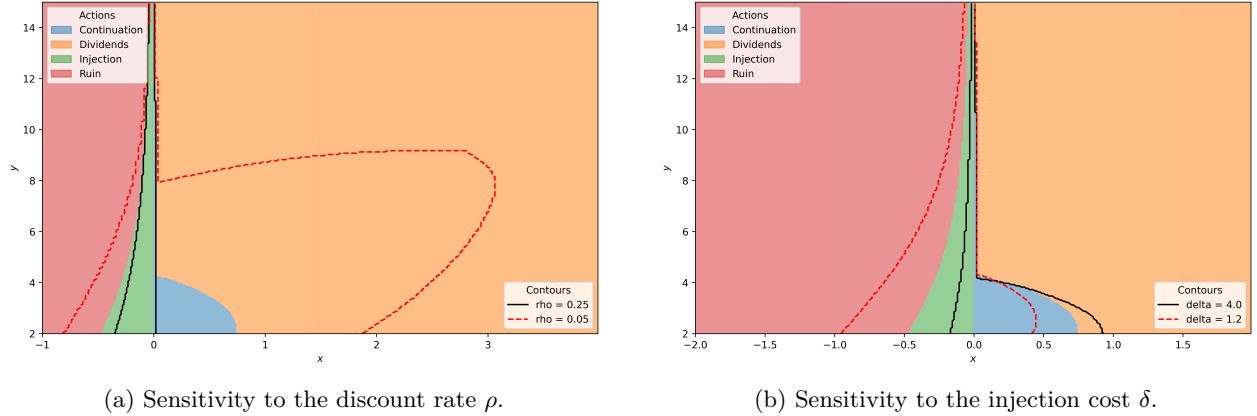 Actions
Continuation
Dividends
Injection
Ruin
14
12
10
8
6
4
2
y
Contours
rho = 0.25
rho = 0.05
−1
0
1
2
3
x
(a) Sensitivity to the discount rate ρ.
Actions
Continuation
Dividends
Injection
Ruin
14
12
10
8
6
4
2
y
Contours
delta = 4.0
delta = 1.2
−2.0
−1.5
−1.0
−0.5
0.0
0.5
1.0
1.5
x
(b) Sensitivity to the injection cost δ.